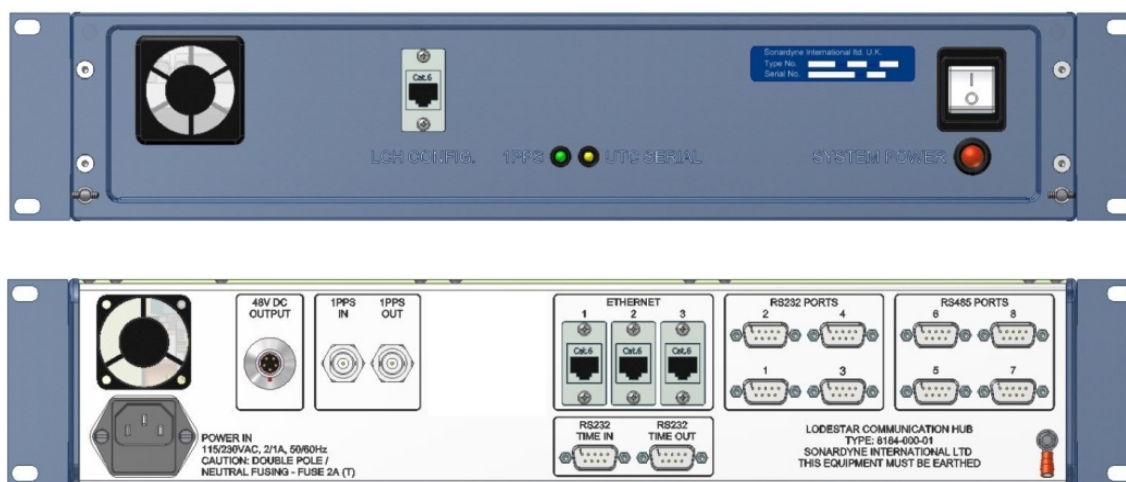 Sonardyne International ltd. U.K.
Type No.
Serial No.
Cat.6
I
O
LCH CONFIG.
1PPS
UTC SERIAL
SYSTEM POWER
48V DC
OUTPUT
1PPS
IN
1PPS
OUT
ETHERNET
1 2 3
Cat.6 Cat.6 Cat.6
RS232 PORTS
2 4
1 3
RS485 PORTS
6 8
5 7
POWER IN
115/230VAC, 2/1A, 50/60Hz
CAUTION: DOUBLE POLE /
NEUTRAL FUSING - FUSE 2A (T)
RS232
TIME IN
RS232
TIME OUT
LODESTAR COMMUNICATION HUB
TYPE: 8184-000-01
SONARDYNE INTERNATIONAL LTD
THIS EQUIPMENT MUST BE EARTHED